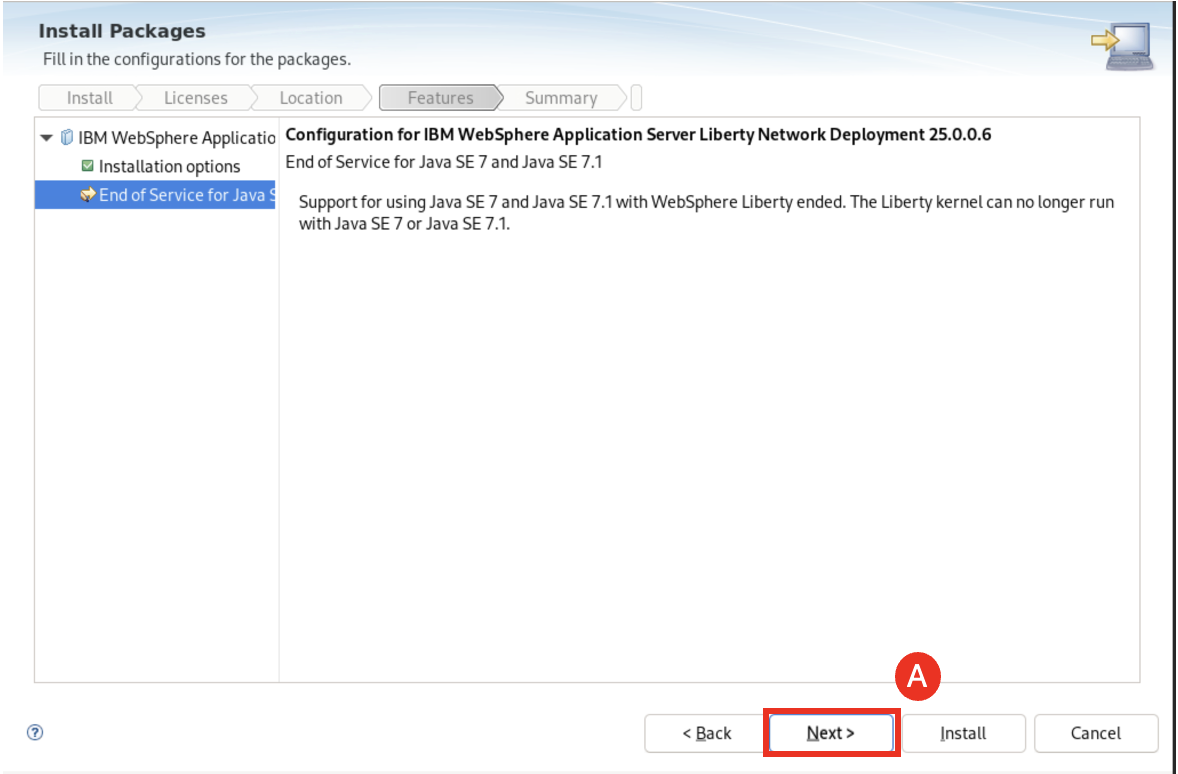 Install Packages
Fill in the configurations for the packages.
Install Licenses Location Features Summary
IBM WebSphere Applicatio
Installation options
End of Service for Java S
Configuration for IBM WebSphere Application Server Liberty Network Deployment 25.0.0.6
End of Service for Java SE 7 and Java SE 7.1
Support for using Java SE 7 and Java SE 7.1 with WebSphere Liberty ended. The Liberty kernel can no longer run
with Java SE 7 or Java SE 7.1.
A
?
< Back Next > Install Cancel